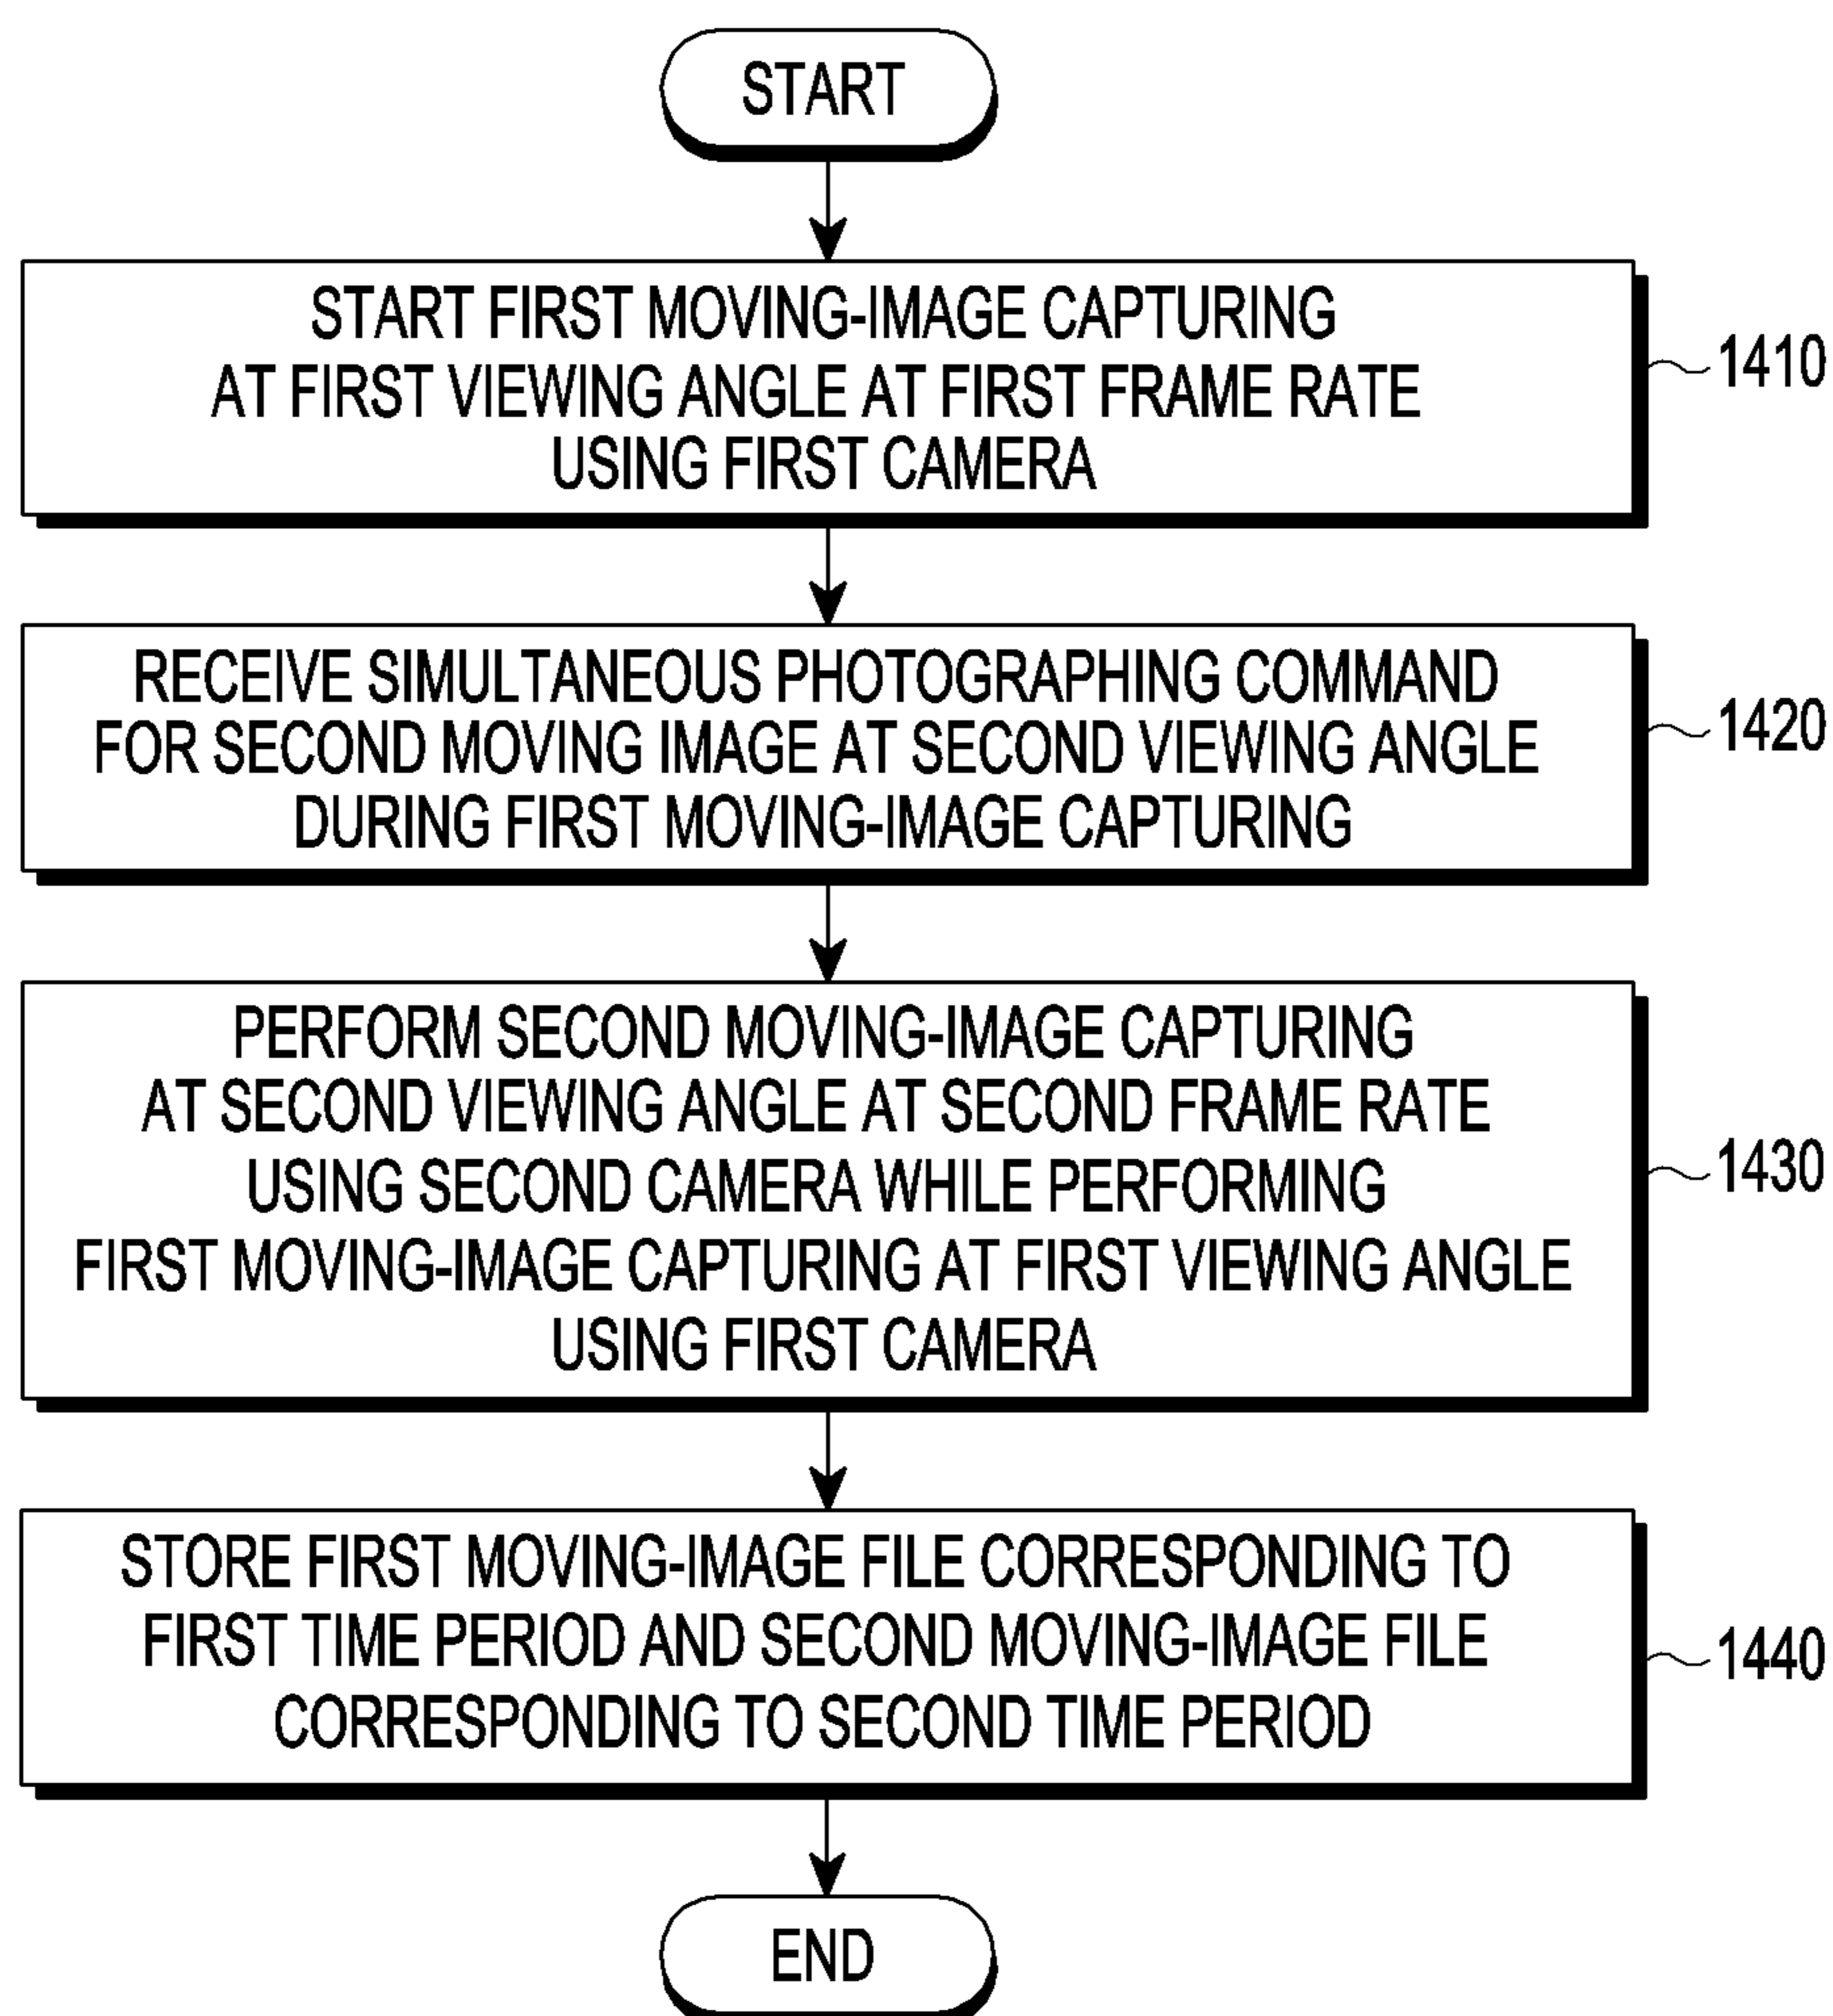 START
START FIRST MOVING-IMAGE CAPTURING
AT FIRST VIEWING ANGLE AT FIRST FRAME RATE
USING FIRST CAMERA
1410
RECEIVE SIMULTANEOUS PHOTOGRAPHING COMMAND
FOR SECOND MOVING IMAGE AT SECOND VIEWING ANGLE
DURING FIRST MOVING-IMAGE CAPTURING
1420
PERFORM SECOND MOVING-IMAGE CAPTURING
AT SECOND VIEWING ANGLE AT SECOND FRAME RATE
USING SECOND CAMERA WHILE PERFORMING
FIRST MOVING-IMAGE CAPTURING AT FIRST VIEWING ANGLE
USING FIRST CAMERA
1430
STORE FIRST MOVING-IMAGE FILE CORRESPONDING TO
FIRST TIME PERIOD AND SECOND MOVING-IMAGE FILE
CORRESPONDING TO SECOND TIME PERIOD
1440
END